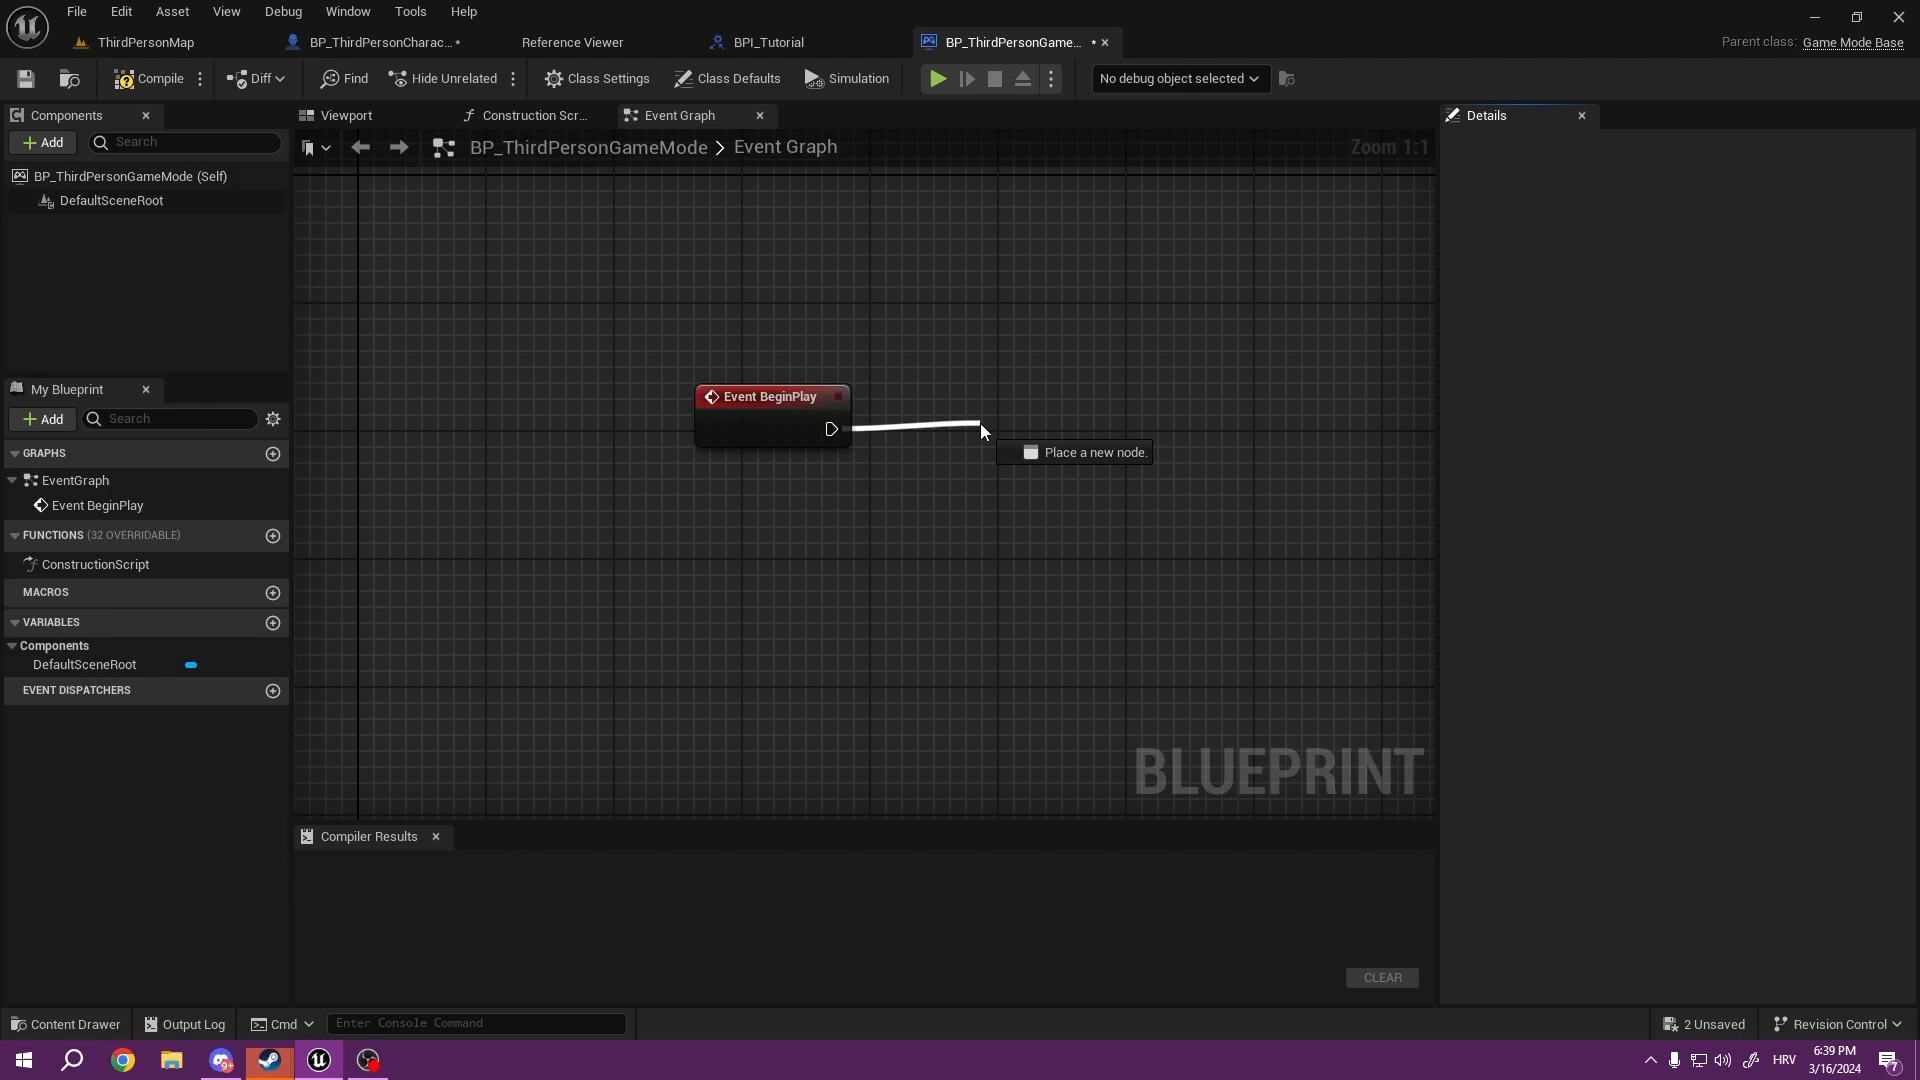 File Edit Asset View Debug Window Tools Help
ThirdPersonMap BP_ThirdPersonCharac... * Reference Viewer BPI_Tutorial BP_ThirdPersonGame... *
Parent class: Game Mode Base
Compile Diff Find Hide Unrelated Class Settings Class Defaults Simulation No debug object selected
Components Viewport Construction Scr... Event Graph Details
Add Search
BP_ThirdPersonGameMode > Event Graph Zoom 1:1
BP_ThirdPersonGameMode (Self)
DefaultSceneRoot
Event BeginPlay
Place a new node.
My Blueprint
Add Search
GRAPHS
EventGraph
Event BeginPlay
FUNCTIONS (32 OVERRIDABLE)
ConstructionScript
MACROS
VARIABLES
Components
DefaultSceneRoot
EVENT DISPATCHERS
BLUEPRINT
Compiler Results
CLEAR
Content Drawer Output Log Cmd Enter Console Command 2 Unsaved Revision Control
9+ HRV 6:39 PM
3/16/2024 7